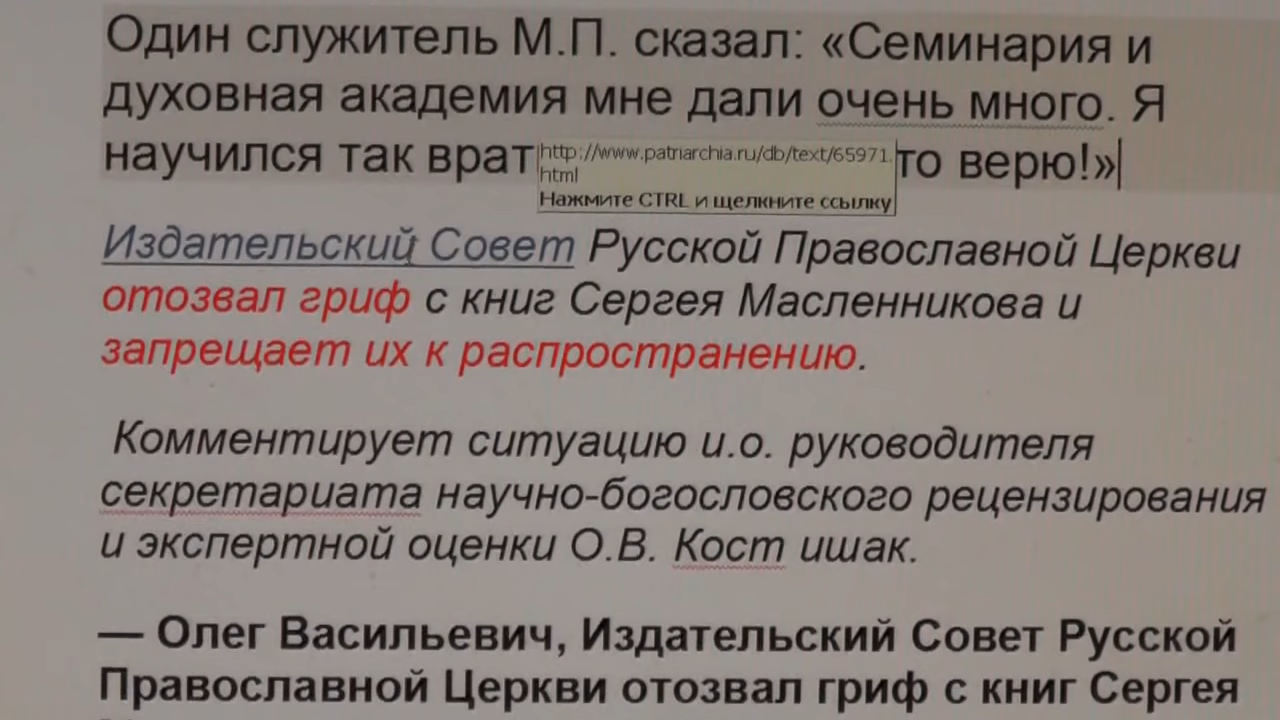 Один служитель М.П. сказал: «Семинария и
духовная академия мне дали очень много. Я
научился так врат то верю!»
http://www.patriarchia.ru/db/text/65971.
html
Нажмите CTRL и щелкните ссылку
Издательский Совет Русской Православной Церкви
отозвал гриф с книг Сергея Масленникова и
запрещает их к распространению.
Комментирует ситуацию и.о. руководителя
секретариата научно-богословского рецензирования
и экспертной оценки О.В. Кост ишак.
— Олег Васильевич, Издательский Совет Русской
Православной Церкви отозвал гриф с книг Сергея